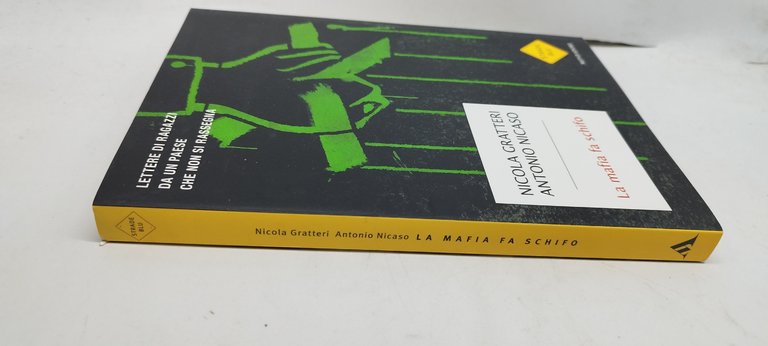 LETTERE DI RAGAZZI
DA UN PAESE
CHE NON SI RASSEGNA
NICOLA GRATTERI
ANTONIO NICASO
La mafia fa schifo
STRADE
BLU
Nicola Gratteri Antonio Nicaso LA MAFIA FA SCHIFO